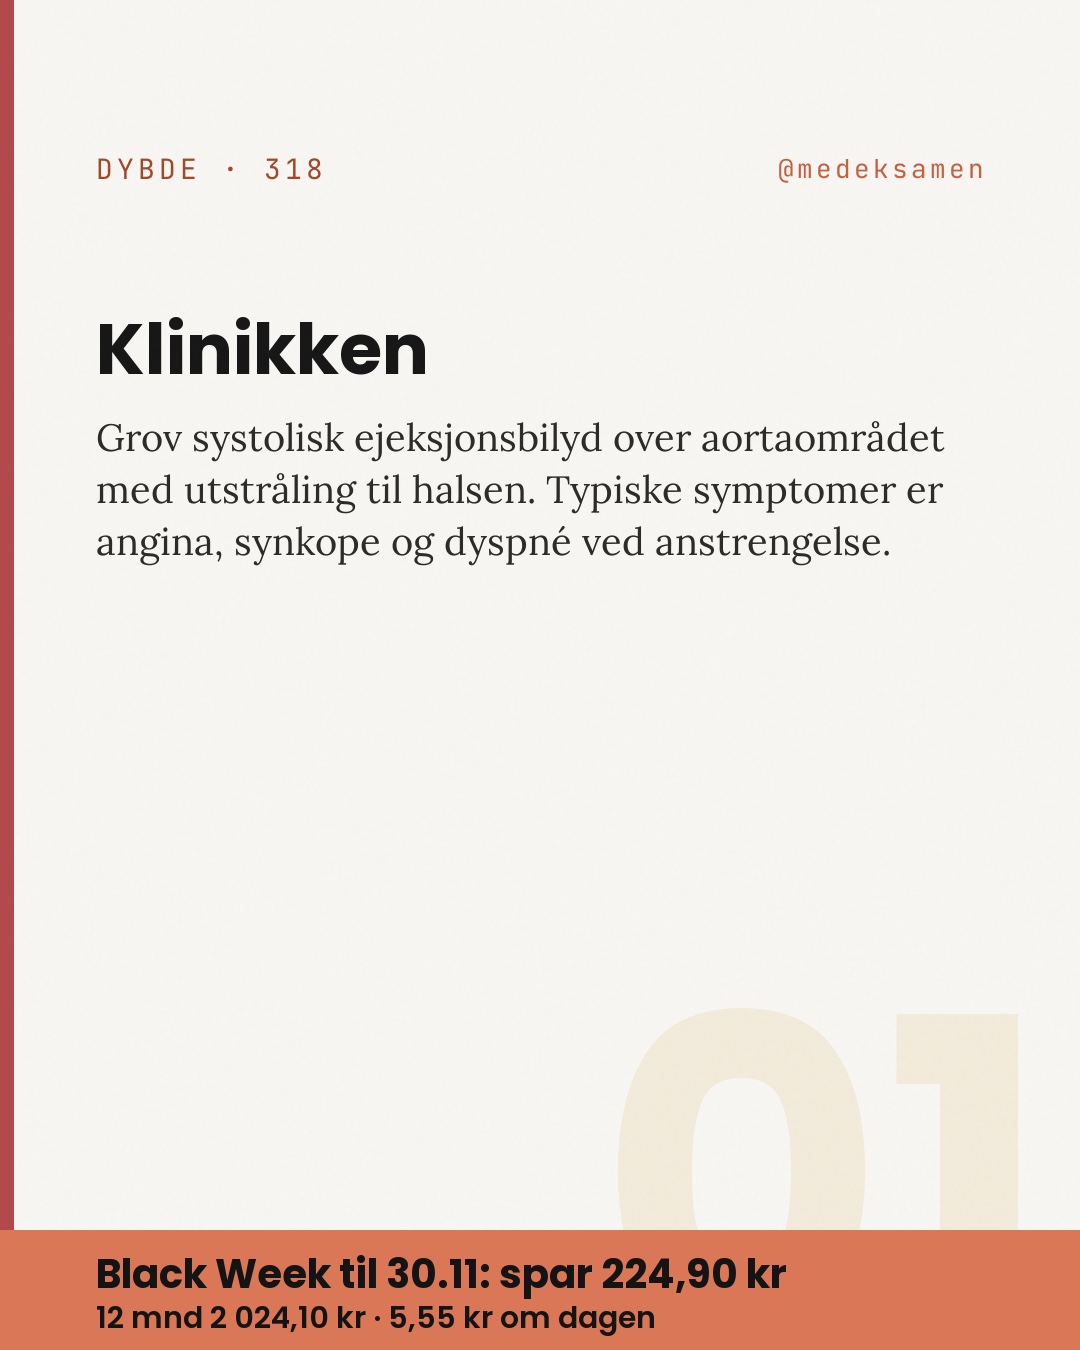 DYBDE · 318
@medeksamen
Klinikken
Grov systolisk ejeksjonsbilyd over aortaområdet
med utstråling til halsen. Typiske symptomer er
angina, synkope og dyspné ved anstrengelse.
01
Black Week til 30.11: spar 224,90 kr
12 mnd 2 024,10 kr · 5,55 kr om dagen